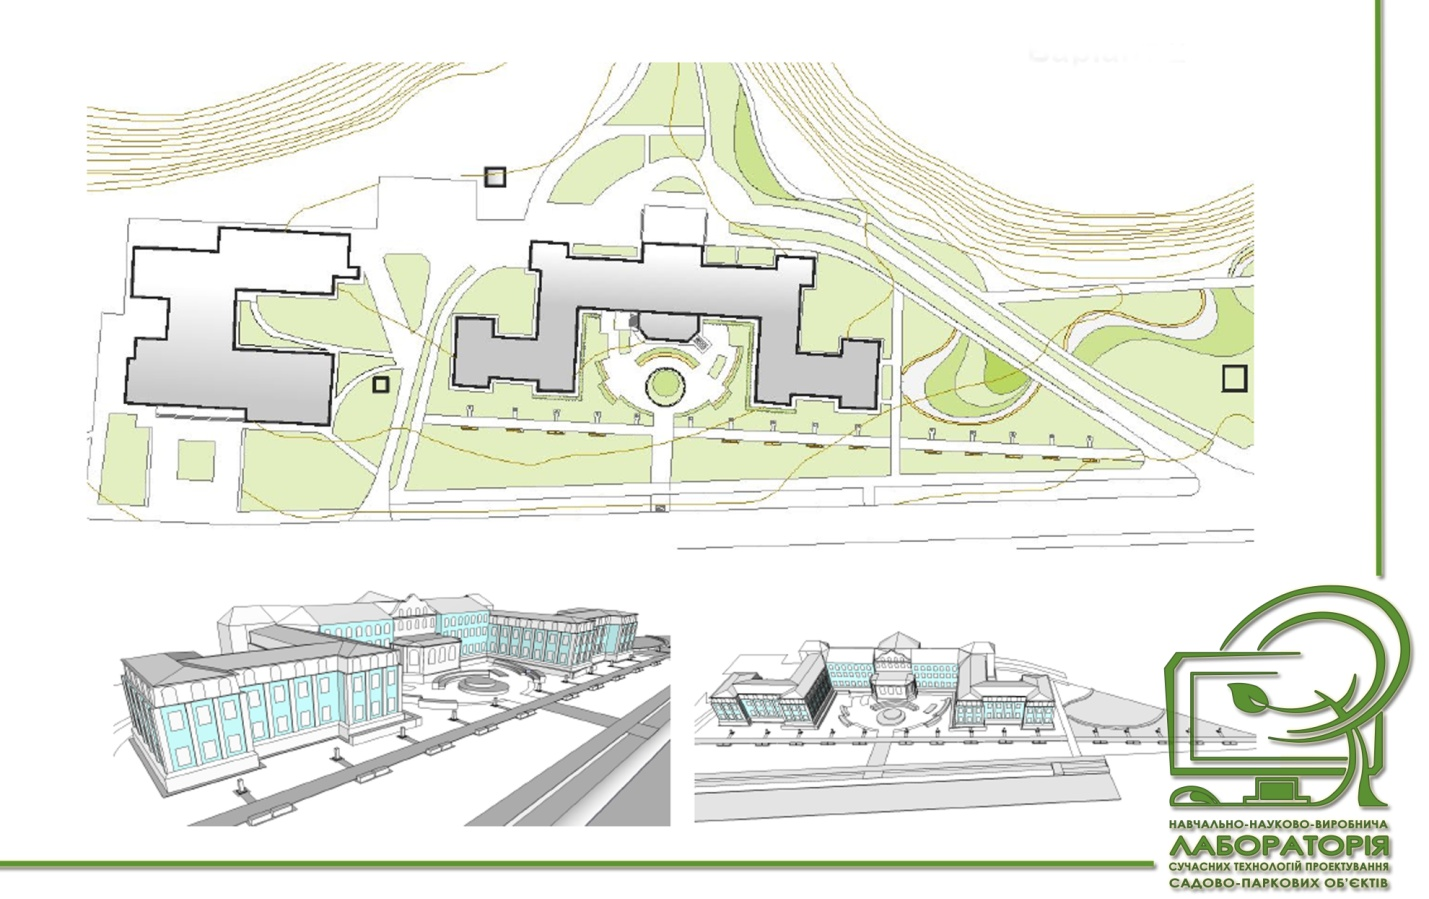 НАВЧАЛЬНО-НАУКОВО-ВИРОБНИЧА
ЛАБОРАТОРІЯ
СУЧАСНИХ ТЕХНОЛОГІЙ ПРОЕКТУВАННЯ
САДОВО-ПАРКОВИХ ОБ'ЄКТІВ